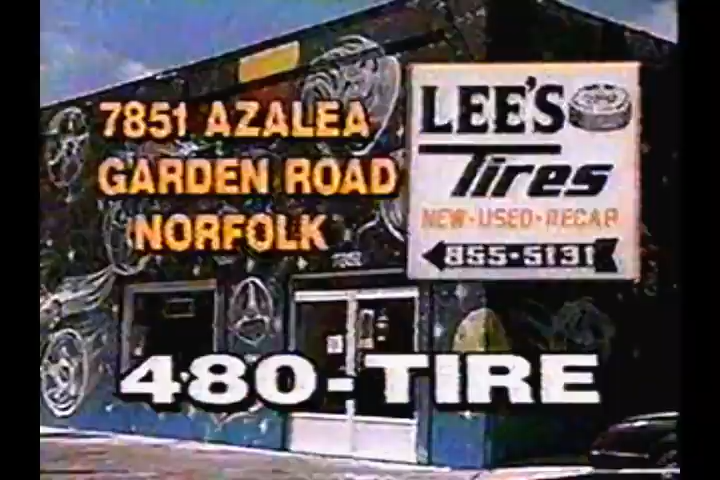 7851 AZALEA
GARDEN ROAD
NORFOLK
LEE'S
Tires
NEW·USED·RECAP
855·5131
480-TIRE